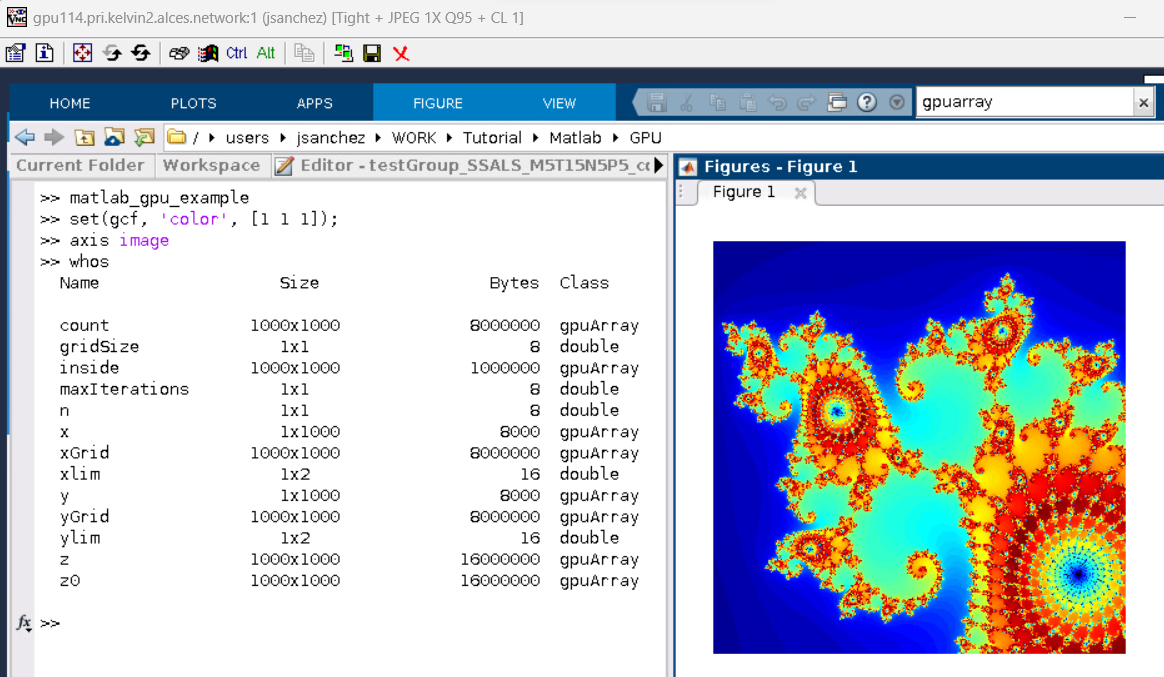 gpu114.pri.kelvin2.alces.network:1 (jsanchez) [Tight + JPEG 1X Q95 + CL 1]
Ctrl Alt
HOME PLOTS APPS FIGURE VIEW gpuarray
/ users jsanchez WORK Tutorial Matlab GPU
Current Folder Workspace Editor - testGroup_SSALS_M5T15N5P5_c
Figures - Figure 1
Figure 1
>> matlab_gpu_example
>> set(gcf, 'color', [1 1 1]);
>> axis image
>> whos
Name Size Bytes Class
count 1000x1000 8000000 gpuArray
gridSize 1x1 8 double
inside 1000x1000 1000000 gpuArray
maxIterations 1x1 8 double
n 1x1 8 double
x 1x1000 8000 gpuArray
xGrid 1000x1000 8000000 gpuArray
xlim 1x2 16 double
y 1x1000 8000 gpuArray
yGrid 1000x1000 8000000 gpuArray
ylim 1x2 16 double
z 1000x1000 16000000 gpuArray
z0 1000x1000 16000000 gpuArray
fx >>